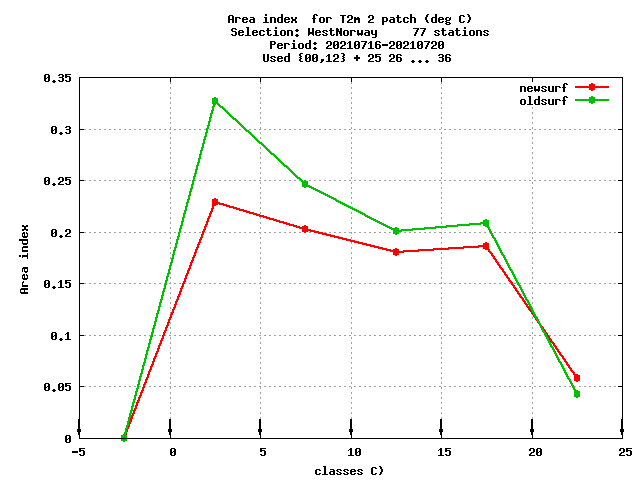 Area index for T2m 2 patch (deg C)
Selection: WestNorway 77 stations
Period: 20210716-20210720
Used {00,12} + 25 26 ... 36
newsurf
oldsurf
0.35
0.3
0.25
0.2
0.15
0.1
0.05
0
Area index
-5 0 5 10 15 20 25
classes C)